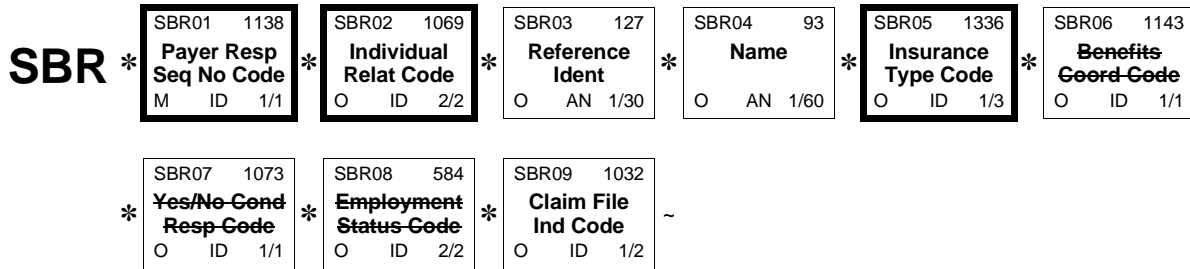 SBR01 1138 SBR02 1069 SBR03 127 SBR04 93 SBR05 1336 SBR06 1143
SBR * Payer Resp * Individual * Reference * Name * Insurance * Benefits
Seq No Code Relat Code Ident Type Code Coord Code
M ID 1/1 O ID 2/2 O AN 1/30 O AN 1/60 O ID 1/3 O ID 1/1
SBR07 1073 SBR08 584 SBR09 1032
* Yes/No Cond * Employment * Claim File ~
Resp Code Status Code Ind Code
O ID 1/1 O ID 2/2 O ID 1/2